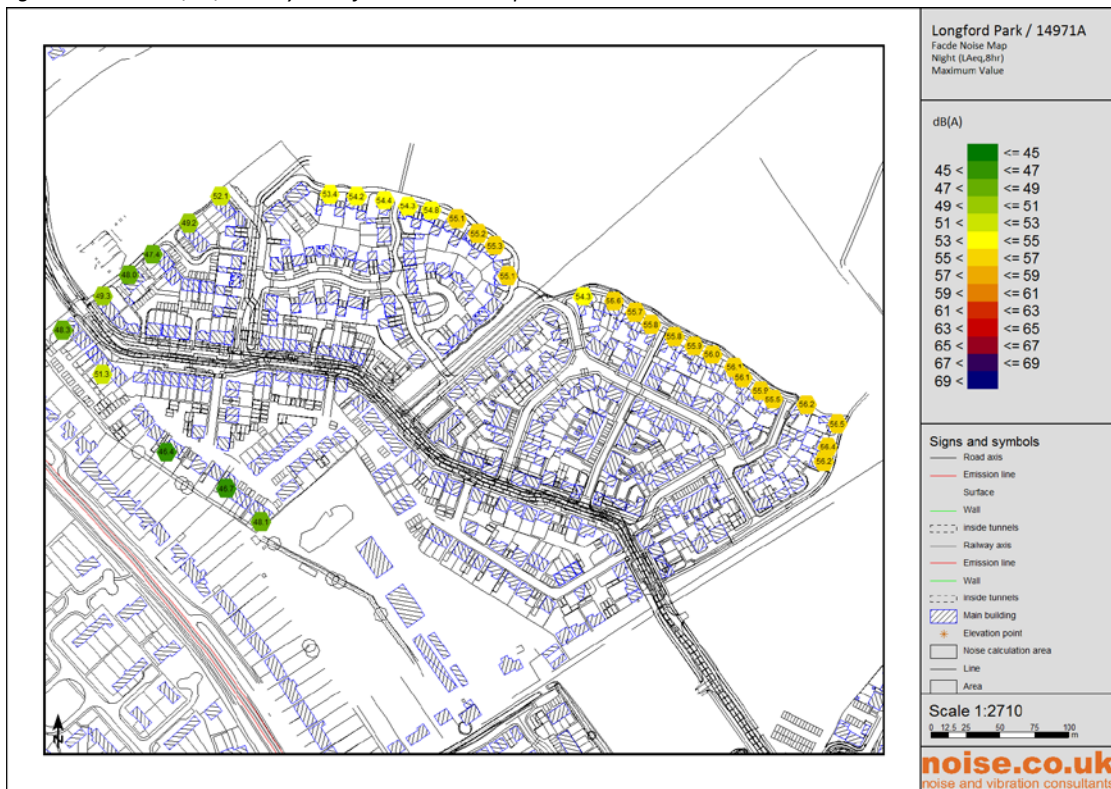 Longford Park / 14971A
Facde Noise Map
Night (LAeq,8hr)
Maximum Value
dB(A)
<= 45
45 < <= 47
47 < <= 49
49 < <= 51
51 < <= 53
53 < <= 55
55 < <= 57
57 < <= 59
59 < <= 61
61 < <= 63
63 < <= 65
65 < <= 67
67 < <= 69
69 <
Signs and symbols
Road axis
Emission line
Surface
Wall
inside tunnels
Railway axis
Emission line
Wall
inside tunnels
Main building
Elevation point
Noise calculation area
Line
Area
Scale 1:2710
0 12.5 25 50 75 100
m
noise.co.uk
noise and vibration consultants
52.1
49.2
47.4
48.0
49.3
48.3
51.3
46.4
46.7
48.1
53.4
54.2
54.4
54.3
54.8
55.1
55.2
55.3
55.1
54.3
55.7
55.8
55.8
56.0
56.1
55.5
56.2
56.5
56.4
56.2
N